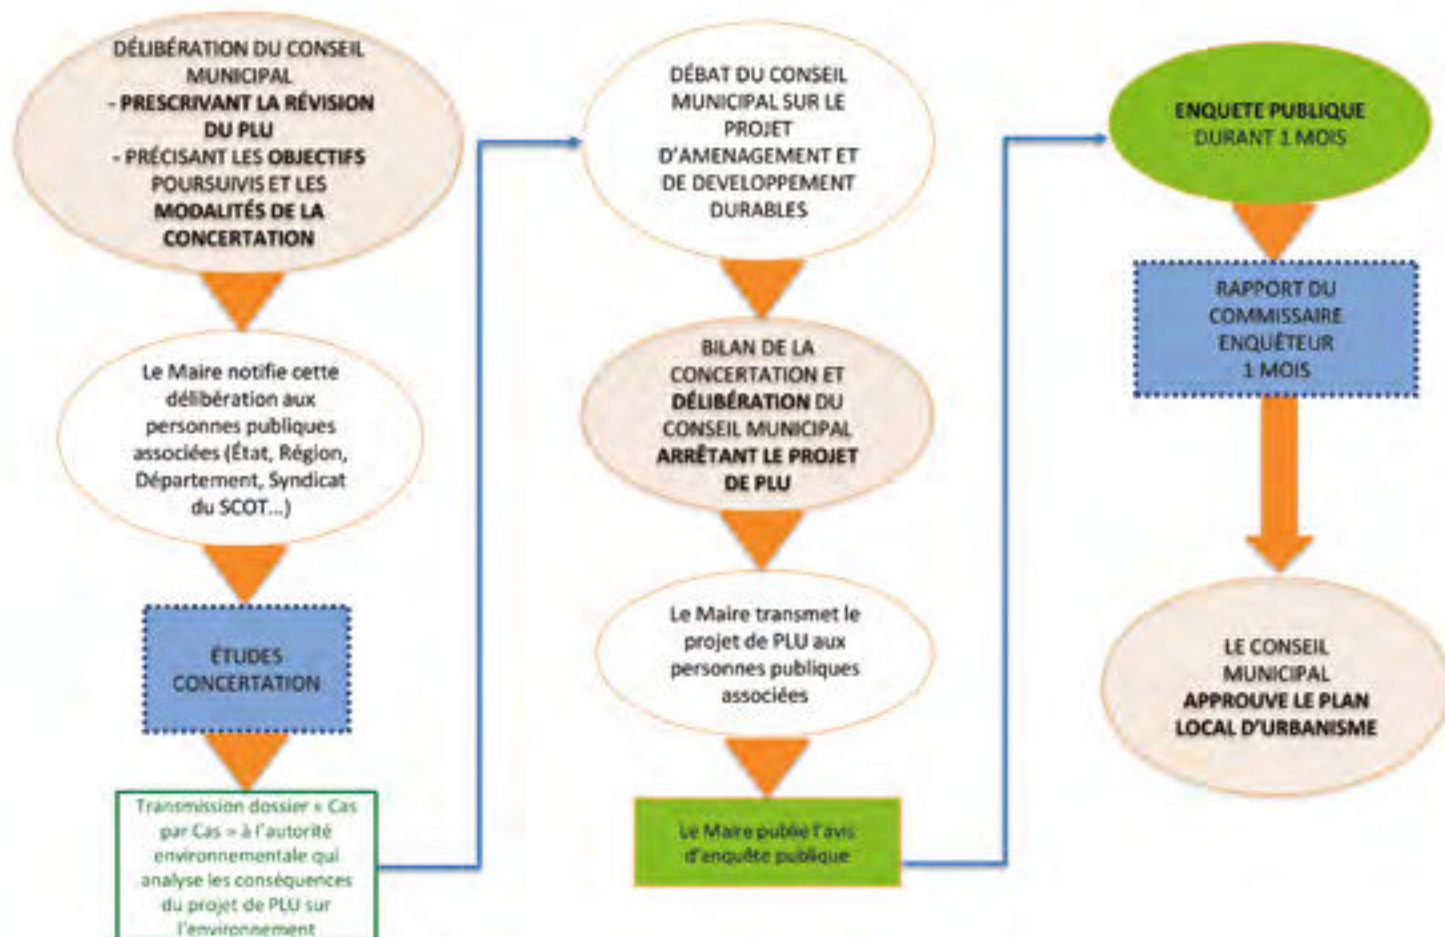 DÉLIBÉRATION DU CONSEIL
MUNICIPAL
- PRESCRIVANT LA RÉVISION
DU PLU
- PRÉCISANT LES OBJECTIFS
POURSUIVIS ET LES
MODALITÉS DE LA
CONCERTATION
Le Maire notifie cette
délibération aux
personnes publiques
associées (État, Région,
Département, Syndicat
du SCOT...)
ÉTUDES
CONCERTATION
Transmission dossier « Cas
par Cas » à l'autorité
environnementale qui
analyse les conséquences
du projet de PLU sur
l'environnement
DÉBAT DU CONSEIL
MUNICIPAL SUR LE
PROJET
D'AMENAGEMENT ET
DE DEVELOPPEMENT
DURABLES
BILAN DE LA
CONCERTATION ET
DÉLIBÉRATION DU
CONSEIL MUNICIPAL
ARRÊTANT LE PROJET
DE PLU
Le Maire transmet le
projet de PLU aux
personnes publiques
associées
Le Maire publie l'avis
d'enquête publique
ENQUETE PUBLIQUE
DURANT 1 MOIS
RAPPORT DU
COMMISSAIRE
ENQUÊTEUR
1 MOIS
LE CONSEIL
MUNICIPAL
APPROUVE LE PLAN
LOCAL D'URBANISME